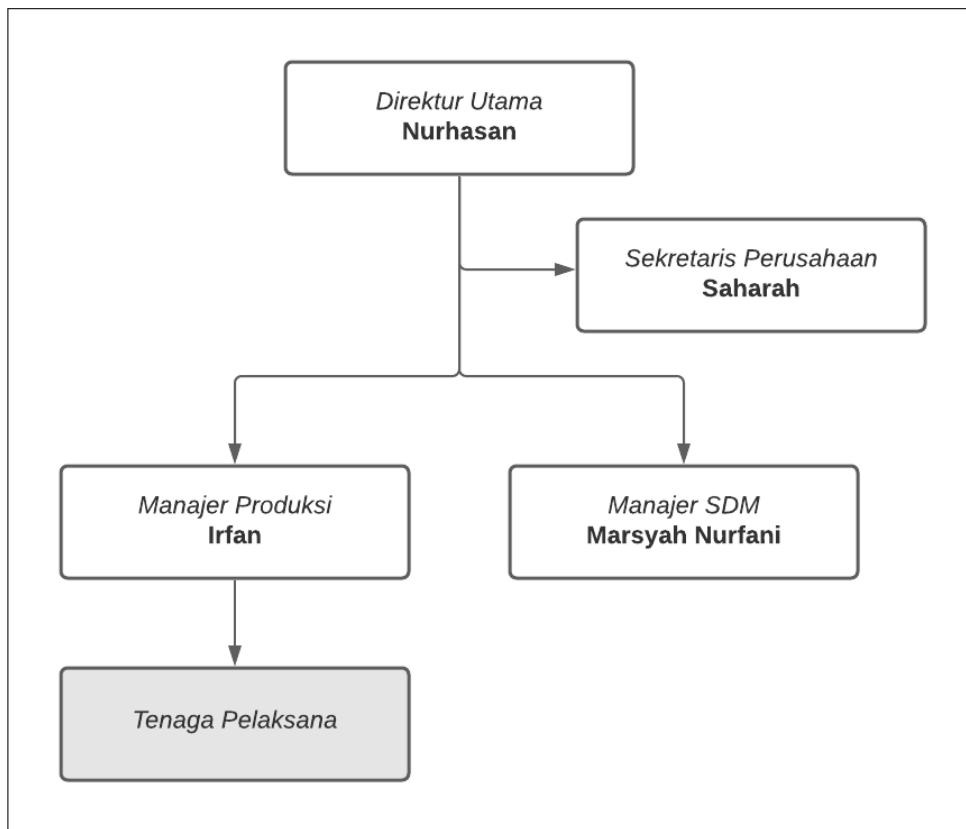 Direktur Utama
Nurhasan
Sekretaris Perusahaan
Saharah
Manajer Produksi
Irfan
Manajer SDM
Marsyah Nurfani
Tenaga Pelaksana